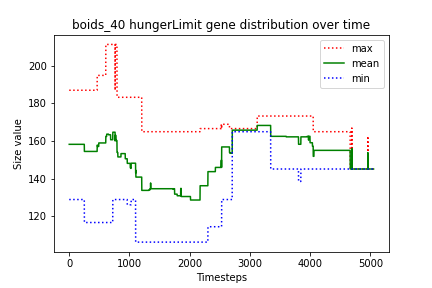 boids_40 hungerLimit gene distribution over time
max
mean
min
Size value
200
180
160
140
120
0
1000
2000
3000
4000
5000
Timesteps